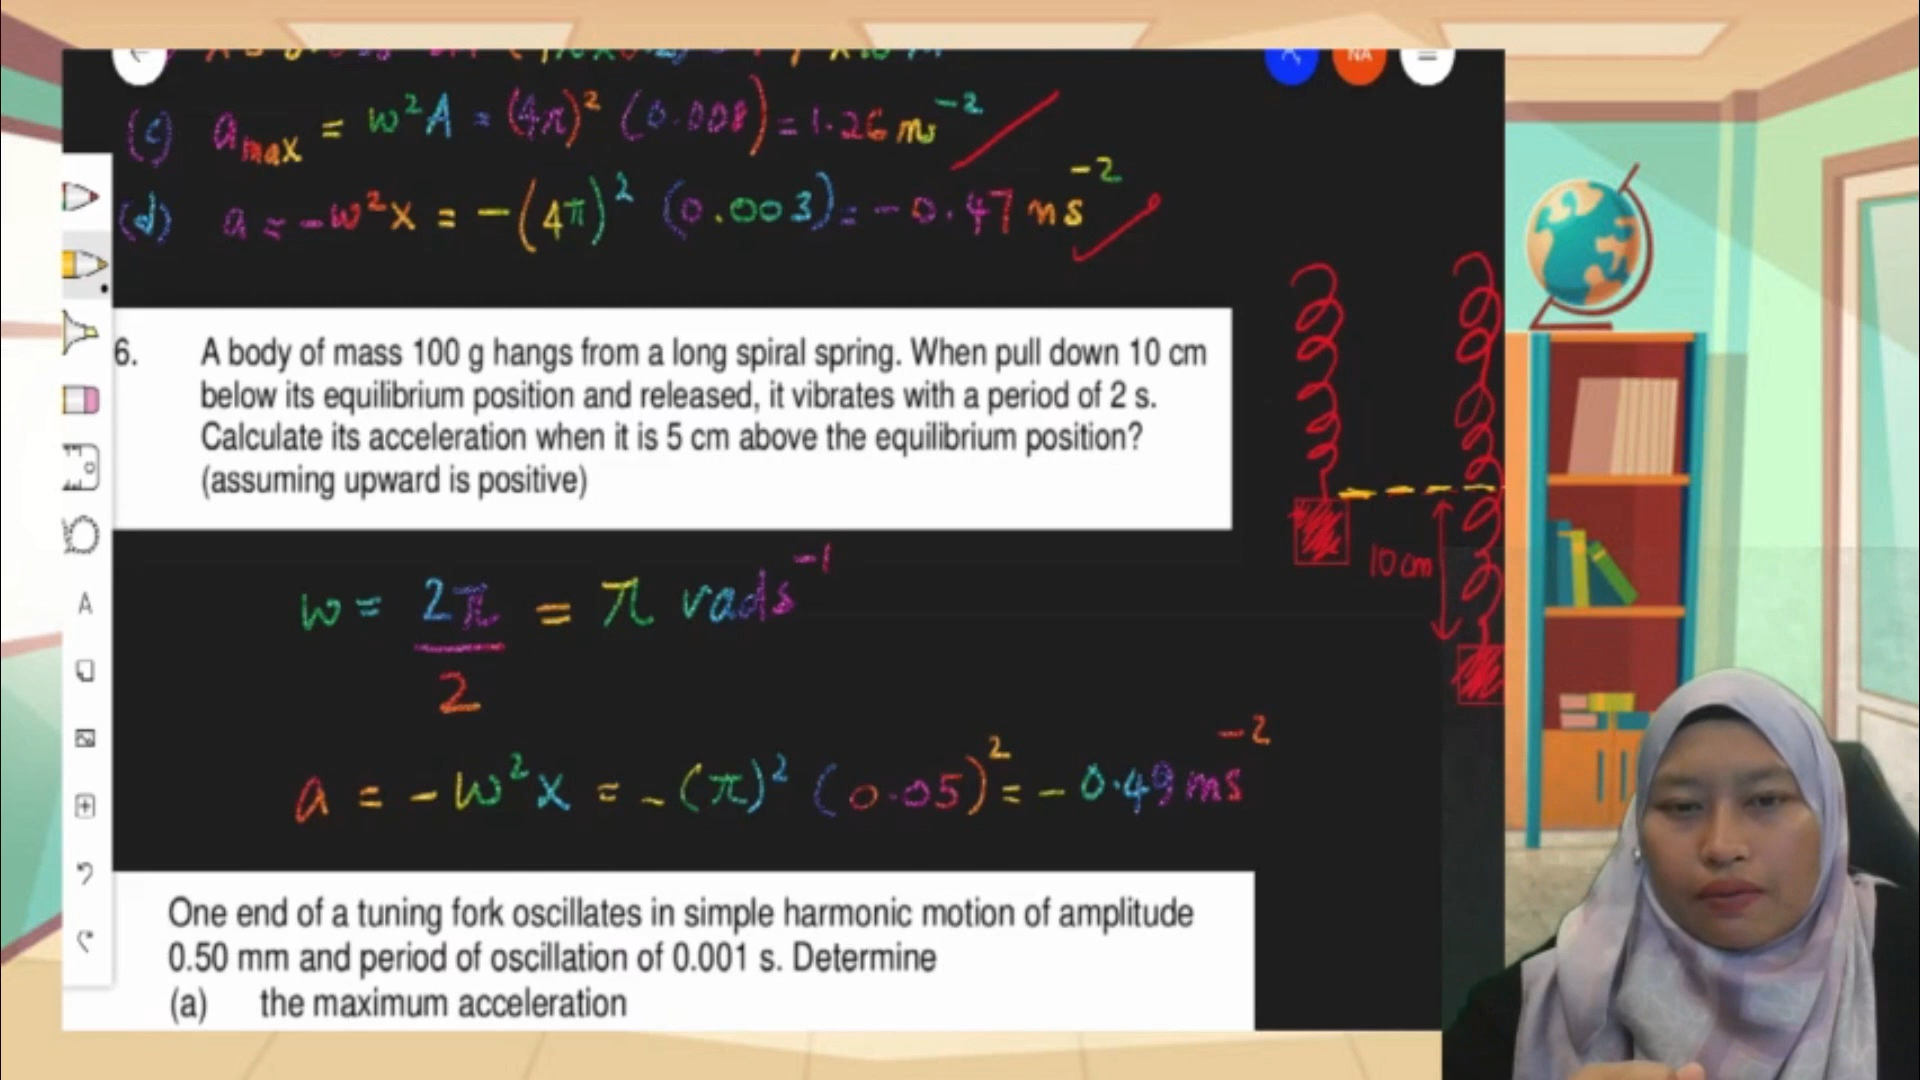 NA
(c) a max = w²A = (4π)² (0.008) = 1.26 ms⁻²
(d) a = -w²x = -(4π)² (0.003) = -0.47 ms⁻²
6. A body of mass 100 g hangs from a long spiral spring. When pull down 10 cm
below its equilibrium position and released, it vibrates with a period of 2 s.
Calculate its acceleration when it is 5 cm above the equilibrium position?
(assuming upward is positive)
10 cm
w = 2π/2 = π rads⁻¹
a = -w²x = -(π)² (0.05)² = -0.49 ms⁻²
One end of a tuning fork oscillates in simple harmonic motion of amplitude
0.50 mm and period of oscillation of 0.001 s. Determine
(a) the maximum acceleration